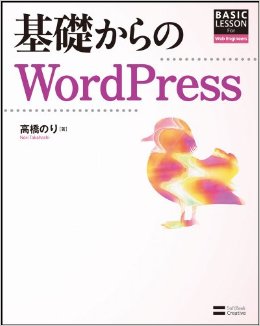 BASIC
LESSON
For
Web Engineers
基礎からの
WordPress
高橋のり［著］
Nori Takahashi
SoftBank
Creative